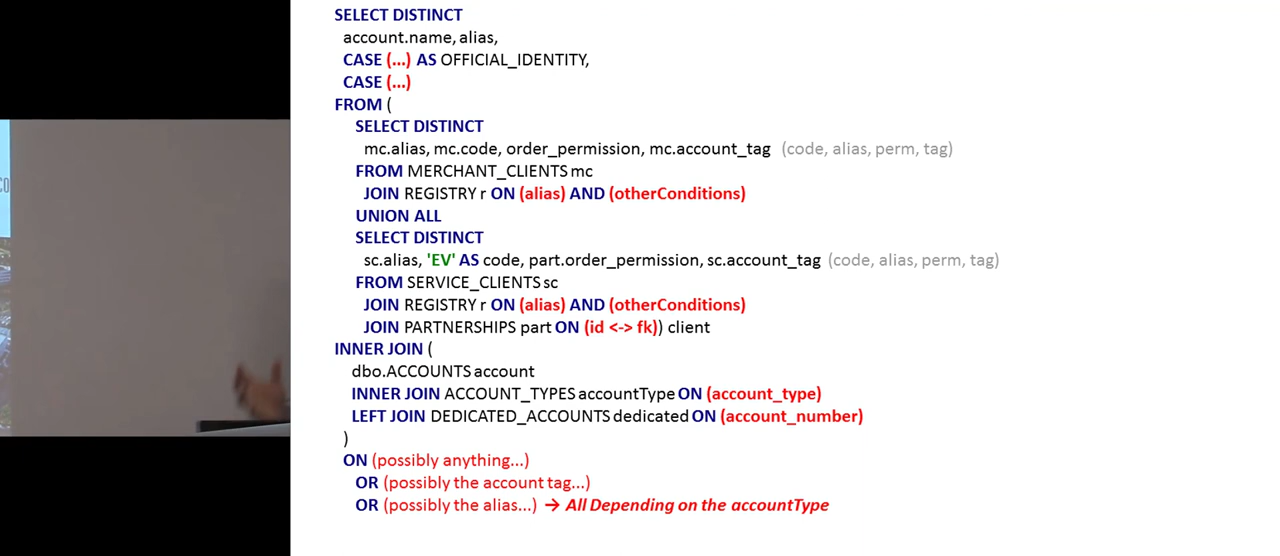 SELECT DISTINCT
account.name, alias,
CASE (...) AS OFFICIAL_IDENTITY,
CASE (...)
FROM (
SELECT DISTINCT
mc.alias, mc.code, order_permission, mc.account_tag (code, alias, perm, tag)
FROM MERCHANT_CLIENTS mc
JOIN REGISTRY r ON (alias) AND (otherConditions)
UNION ALL
SELECT DISTINCT
sc.alias, 'EV' AS code, part.order_permission, sc.account_tag (code, alias, perm, tag)
FROM SERVICE_CLIENTS sc
JOIN REGISTRY r ON (alias) AND (otherConditions)
JOIN PARTNERSHIPS part ON (id <-> fk)) client
INNER JOIN (
dbo.ACCOUNTS account
INNER JOIN ACCOUNT_TYPES accountType ON (account_type)
LEFT JOIN DEDICATED_ACCOUNTS dedicated ON (account_number)
)
ON (possibly anything...)
OR (possibly the account tag...)
OR (possibly the alias...) → All Depending on the accountType